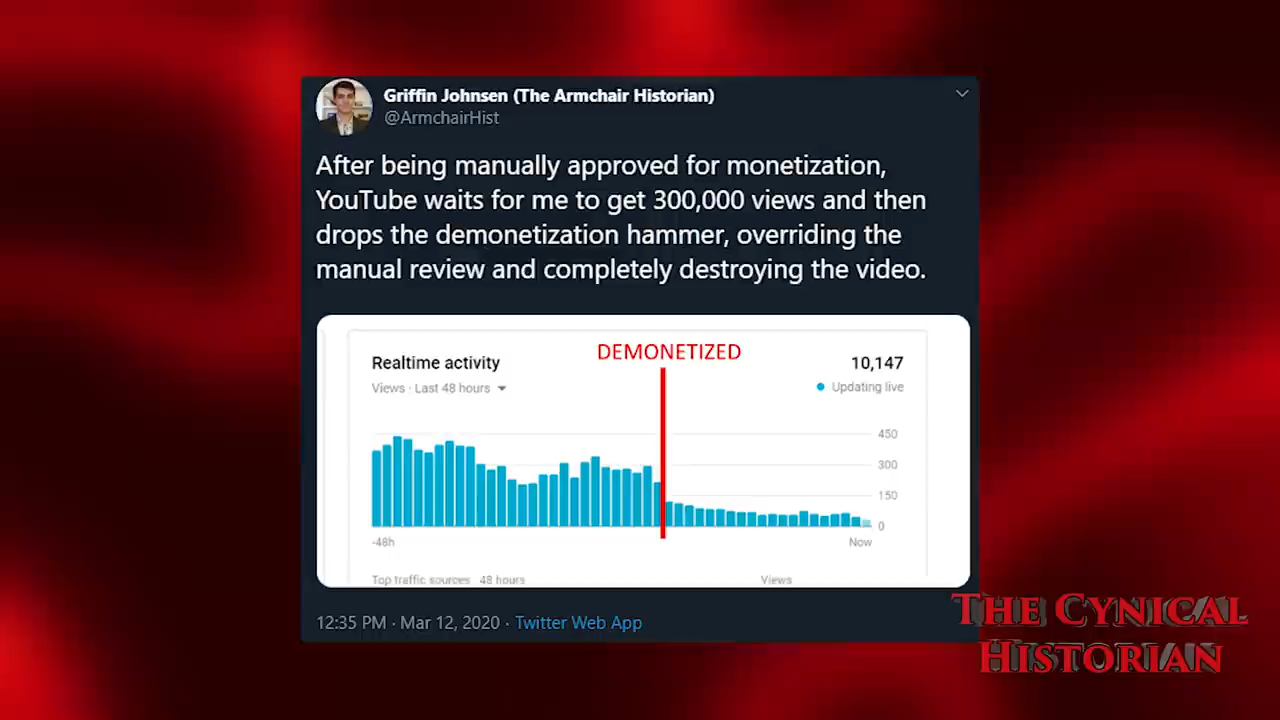 Griffin Johnsen (The Armchair Historian)
@ArmchairHist
After being manually approved for monetization,
YouTube waits for me to get 300,000 views and then
drops the demonetization hammer, overriding the
manual review and completely destroying the video.
DEMONETIZED
Realtime activity
10,147
Views · Last 48 hours
Updating live
450
300
150
0
-48h
Now
Top traffic sources 48 hours
Views
12:35 PM · Mar 12, 2020 · Twitter Web App
THE CYNICAL
HISTORIAN